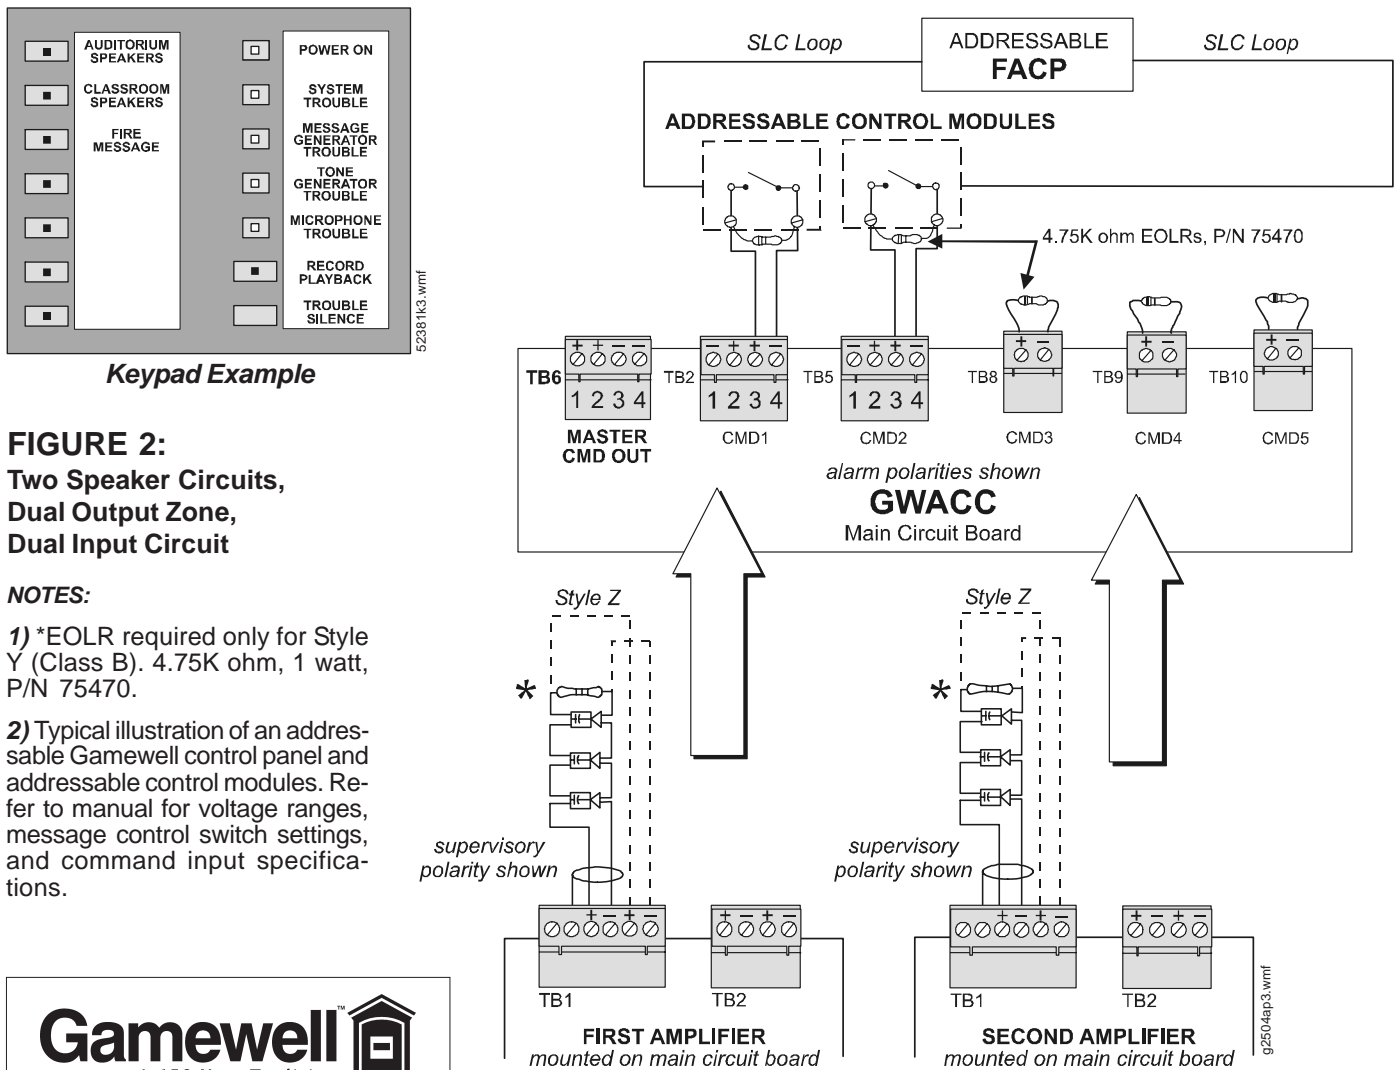 AUDITORIUM
SPEAKERS
CLASSROOM
SPEAKERS
FIRE
MESSAGE
POWER ON
SYSTEM
TROUBLE
MESSAGE
GENERATOR
TROUBLE
TONE
GENERATOR
TROUBLE
MICROPHONE
TROUBLE
RECORD
PLAYBACK
TROUBLE
SILENCE
52381k3.wmf
Keypad Example
FIGURE 2:
Two Speaker Circuits,
Dual Output Zone,
Dual Input Circuit
NOTES:
1) *EOLR required only for Style
Y (Class B). 4.75K ohm, 1 watt,
P/N 75470.
2) Typical illustration of an addres-
sable Gamewell control panel and
addressable control modules. Re-
fer to manual for voltage ranges,
message control switch settings,
and command input specifica-
tions.
Gamewell™
SLC Loop
ADDRESSABLE
FACP
SLC Loop
ADDRESSABLE CONTROL MODULES
4.75K ohm EOLRs, P/N 75470
+ + − −
− + + −
− + − +
+ −
+ −
+ −
TB6
TB2
TB5
TB8
TB9
TB10
1 2 3 4
1 2 3 4
1 2 3 4
MASTER
CMD OUT
CMD1
CMD2
CMD3
CMD4
CMD5
alarm polarities shown
GWACC
Main Circuit Board
Style Z
*
supervisory
polarity shown
+ − + −
+ − + −
TB1
TB2
FIRST AMPLIFIER
mounted on main circuit board
Style Z
*
supervisory
polarity shown
+ − + −
+ − + −
TB1
TB2
SECOND AMPLIFIER
mounted on main circuit board
g2504ap3.wmf